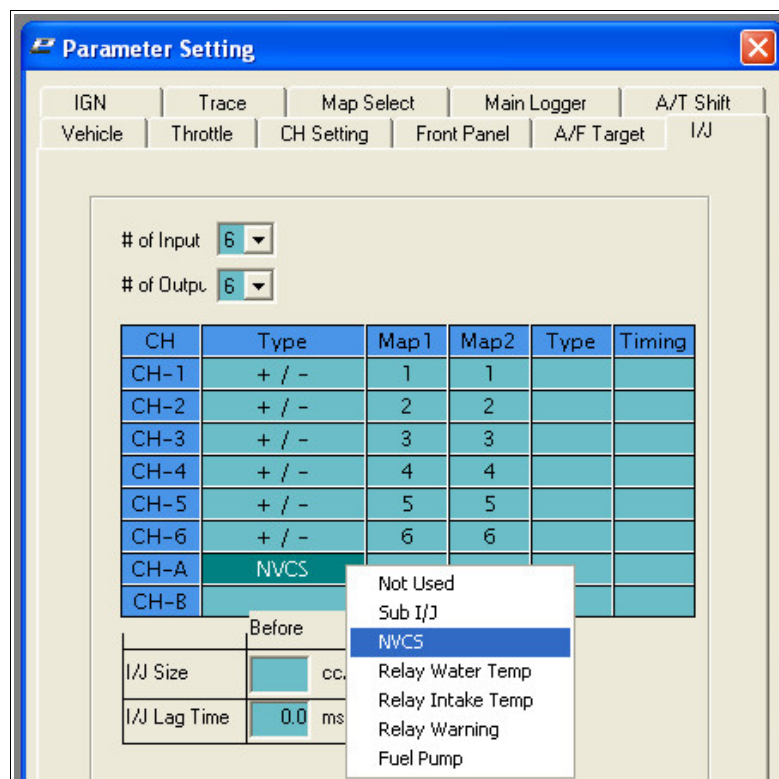 Parameter Setting
IGN Trace Map Select Main Logger A/T Shift
Vehicle Throttle CH Setting Front Panel A/F Target I/J
# of Input 6
# of Outpu 6
CH Type Map1 Map2 Type Timing
CH-1 + / - 1 1
CH-2 + / - 2 2
CH-3 + / - 3 3
CH-4 + / - 4 4
CH-5 + / - 5 5
CH-6 + / - 6 6
CH-A NVCS
CH-B
Not Used
Sub I/J
NVCS
Relay Water Temp
Relay Intake Temp
Relay Warning
Fuel Pump
Before
I/J Size cc.
I/J Lag Time 0.0 ms